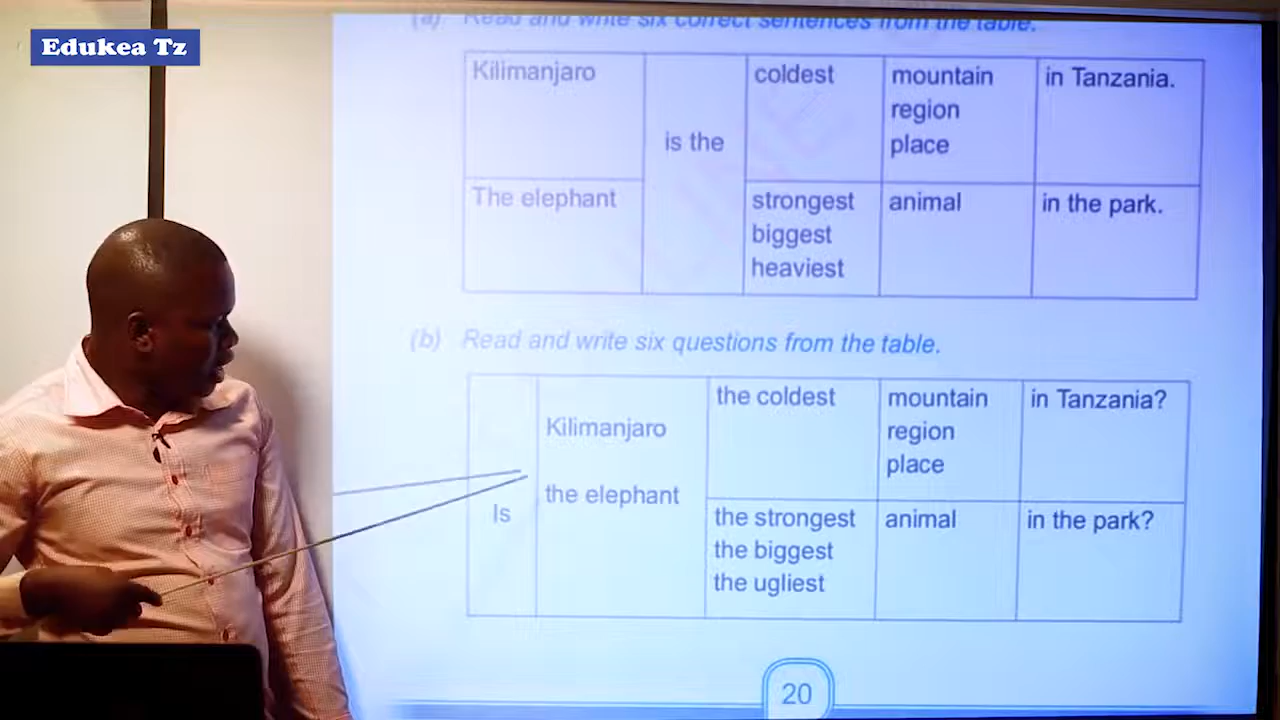 Edukea Tz
(a) Read and write six correct sentences from the table.
Kilimanjaro
is the
coldest
mountain
region
place
in Tanzania.
The elephant
strongest
biggest
heaviest
animal
in the park.
(b) Read and write six questions from the table.
Is
Kilimanjaro
the elephant
the coldest
mountain
region
place
in Tanzania?
the strongest
the biggest
the ugliest
animal
in the park?
20